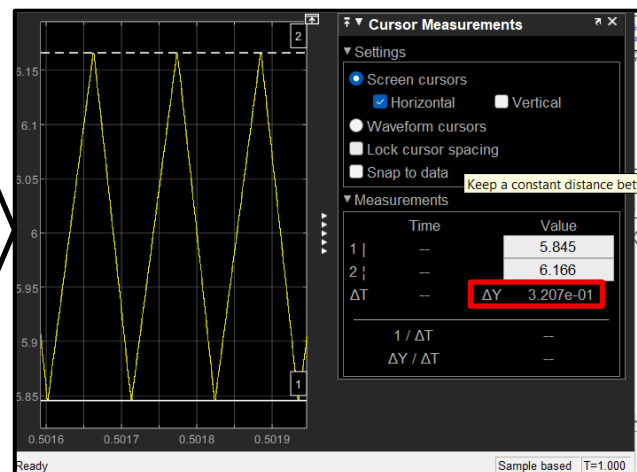 Cursor Measurements
Settings
Screen cursors
Horizontal Vertical
Waveform cursors
Lock cursor spacing
Snap to data
Keep a constant distance bet
Measurements
Time Value
1 | -- 5.845
2 ¦ -- 6.166
ΔT -- ΔY 3.207e-01
1 / ΔT --
ΔY / ΔT --
2
6.15
6.1
6.05
6
5.95
5.9
5.85
1
0.5016 0.5017 0.5018 0.5019
Ready Sample based T=1.000